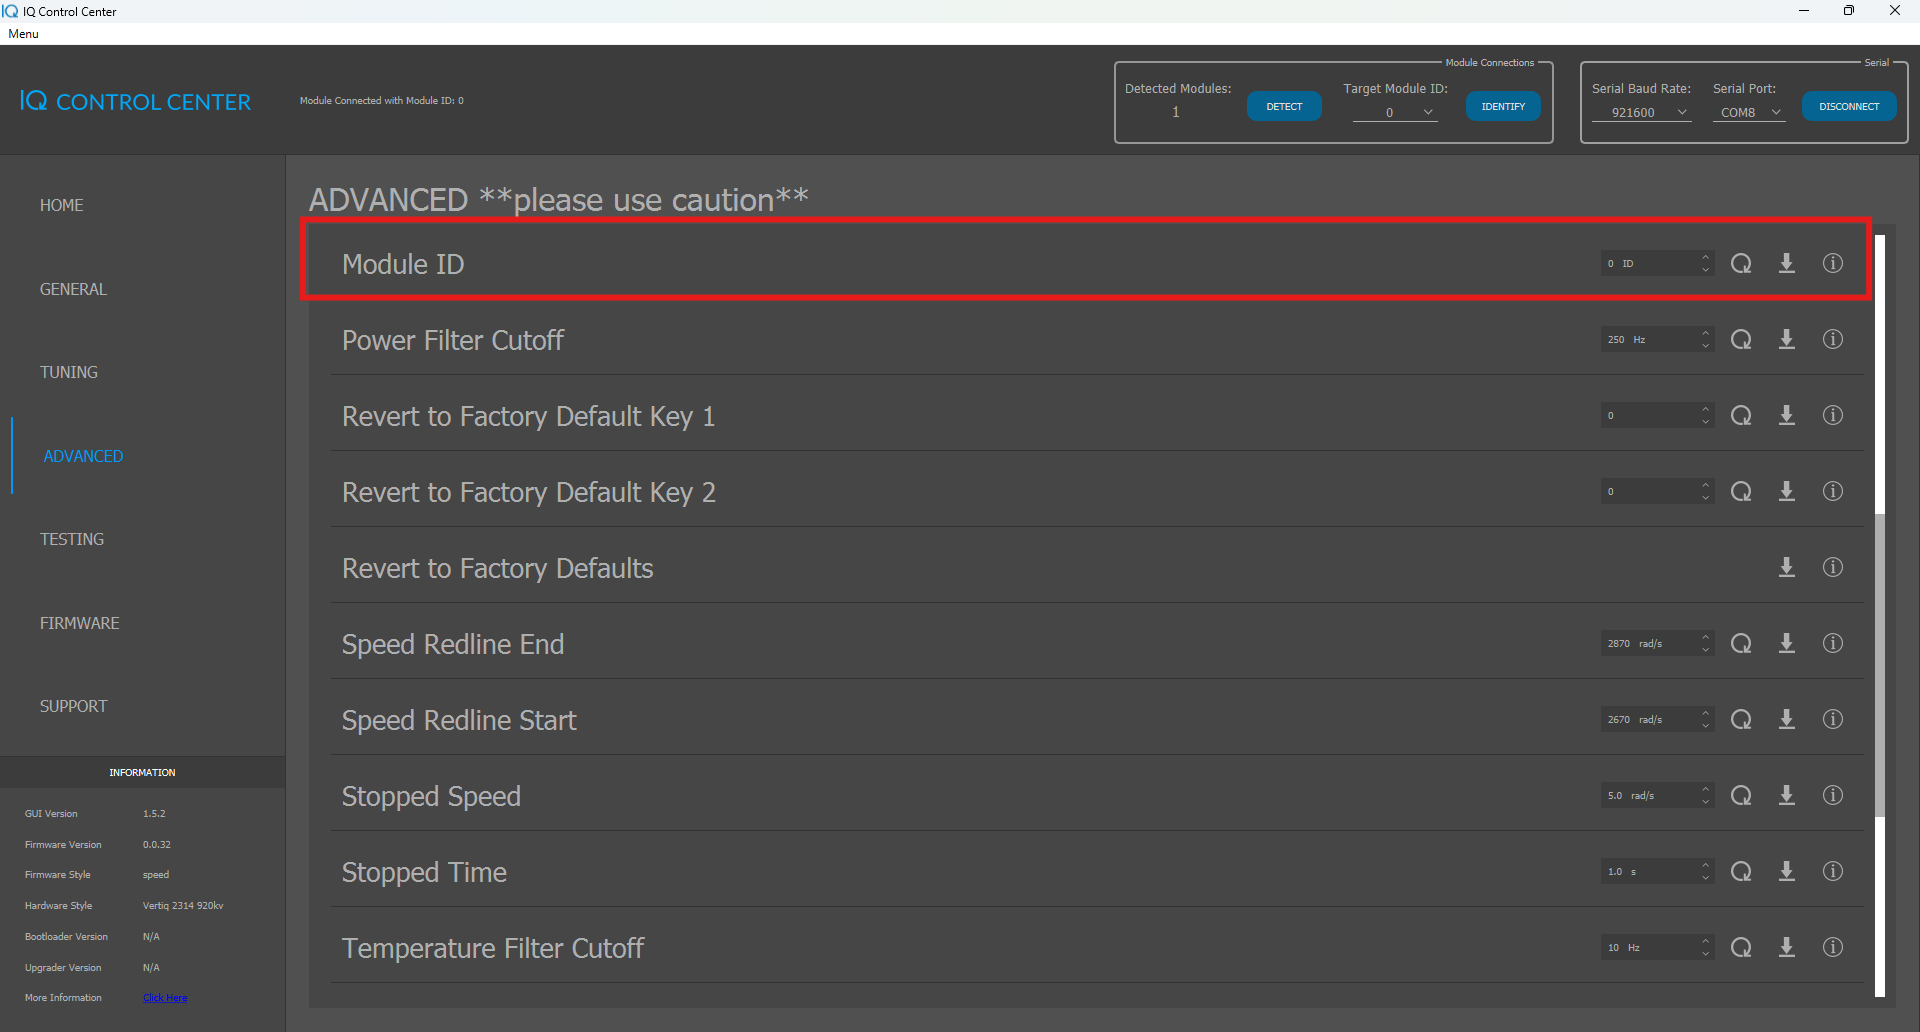 IQ Control Center
Menu
IQ CONTROL CENTER
Module Connected with Module ID: 0
Module Connections
Detected Modules:
1
DETECT
Target Module ID:
0
IDENTIFY
Serial
Serial Baud Rate:
921600
Serial Port:
COM8
DISCONNECT
HOME
GENERAL
TUNING
ADVANCED
TESTING
FIRMWARE
SUPPORT
INFORMATION
GUI Version 1.5.2
Firmware Version 0.0.32
Firmware Style speed
Hardware Style Vertiq 2314 920kv
Bootloader Version N/A
Upgrader Version N/A
More Information Click Here
ADVANCED **please use caution**
Module ID 0 ID
Power Filter Cutoff 250 Hz
Revert to Factory Default Key 1 0
Revert to Factory Default Key 2 0
Revert to Factory Defaults
Speed Redline End 2870 rad/s
Speed Redline Start 2670 rad/s
Stopped Speed 5.0 rad/s
Stopped Time 1.0 s
Temperature Filter Cutoff 10 Hz